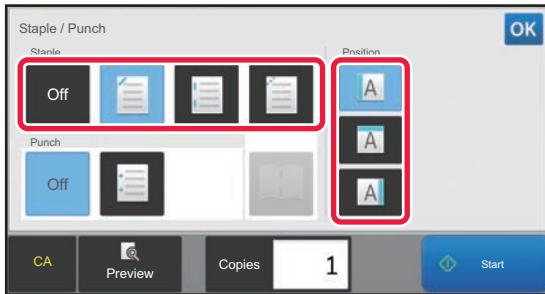 Staple / Punch
OK
Staple
Position
Off
A
Punch
A
Off
A
CA
Preview
Copies
1
Start